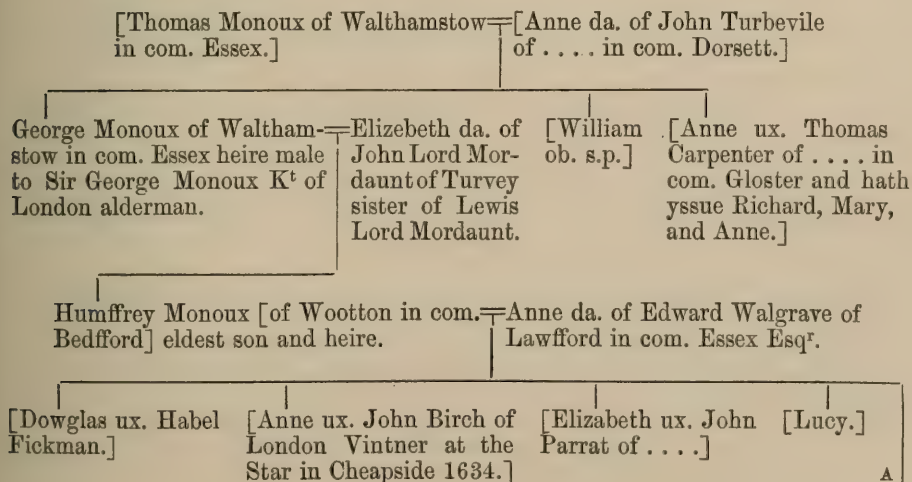 [Thomas Monoux of Walthamstow
in com. Essex.]
[Anne da. of John Turbevile
of . . . . in com. Dorsett.]
George Monoux of Waltham-
stow in com. Essex heire male
to Sir George Monoux Kᵗ of
London alderman.
Elizebeth da. of
John Lord Mor-
daunt of Turvey
sister of Lewis
Lord Mordaunt.
[William
ob. s.p.]
[Anne ux. Thomas
Carpenter of . . . . in
com. Gloster and hath
yssue Richard, Mary,
and Anne.]
Humffrey Monoux [of Wootton in com.
Bedfford] eldest son and heire.
Anne da. of Edward Walgrave of
Lawfford in com. Essex Esqʳ.
[Dowglas ux. Habel
Fickman.]
[Anne ux. John Birch of
London Vintner at the
Star in Cheapside 1634.]
[Elizabeth ux. John
Parrat of . . . .]
[Lucy.]
A